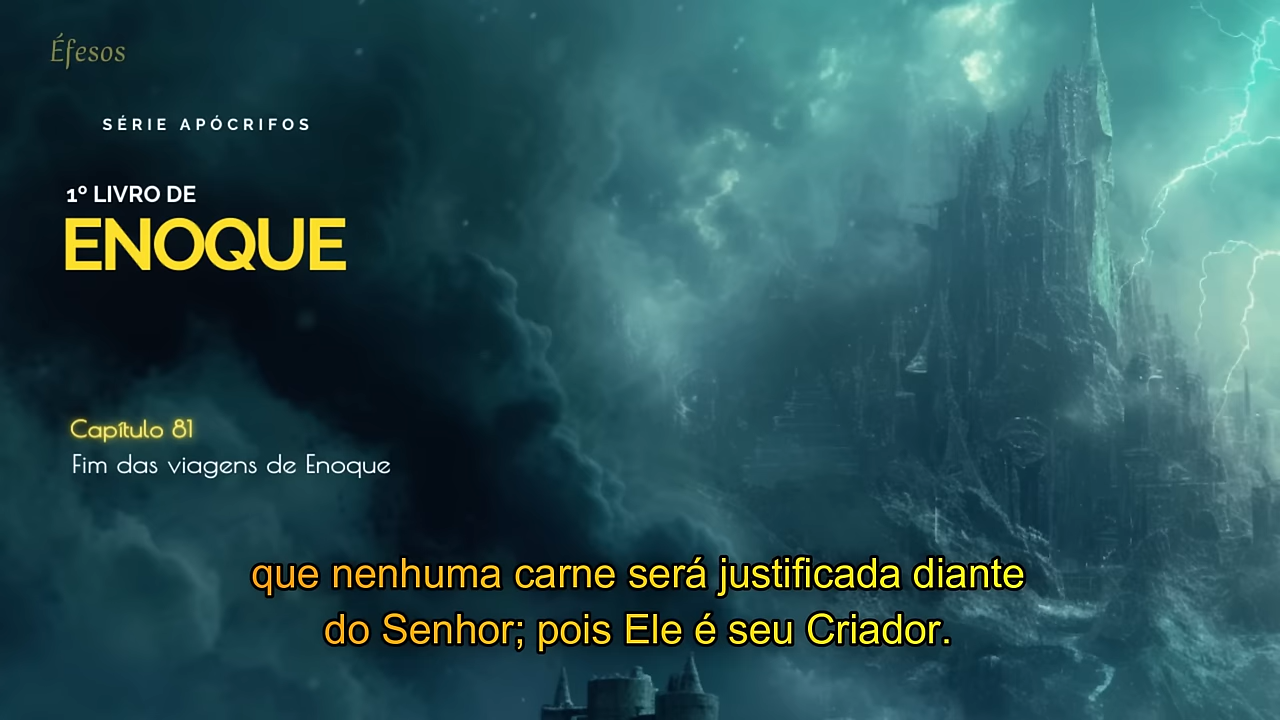 Éfesos
SÉRIE APÓCRIFOS
1º LIVRO DE
ENOQUE
Capítulo 81
Fim das viagens de Enoque
que nenhuma carne será justificada diante
do Senhor; pois Ele é seu Criador.